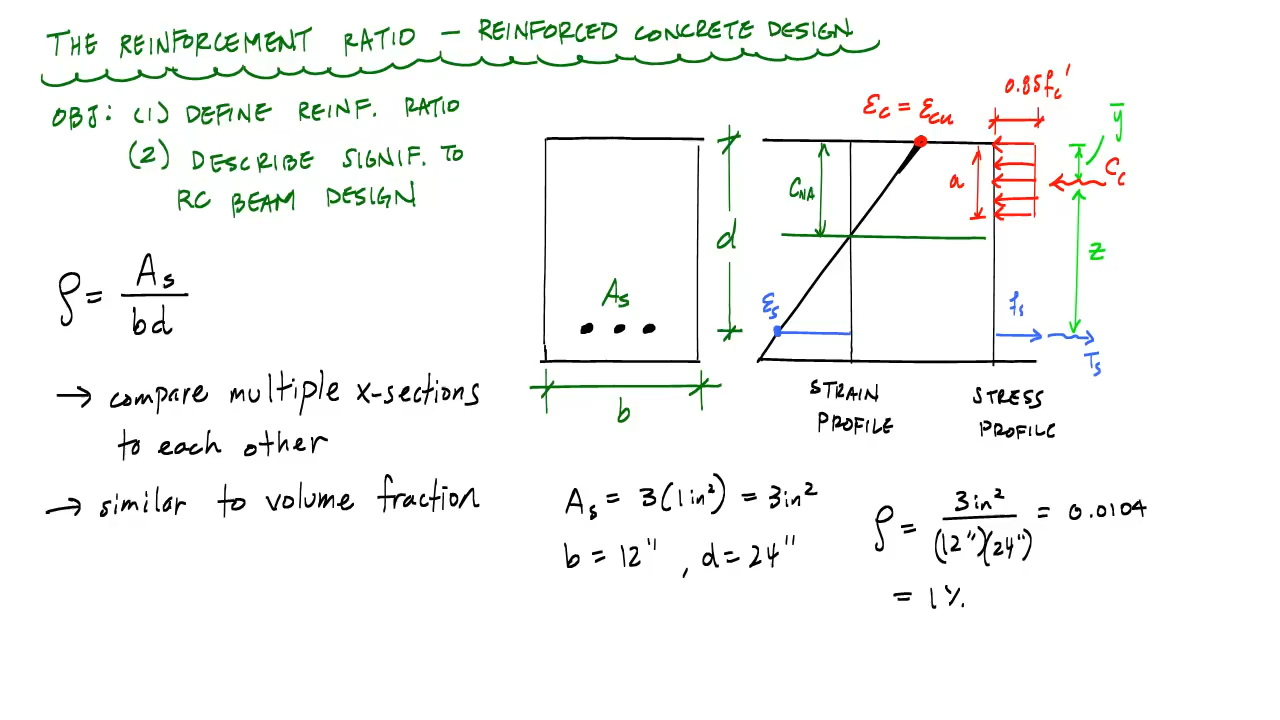 THE REINFORCEMENT RATIO – REINFORCED CONCRETE DESIGN
OBJ: (1) DEFINE REINF. RATIO
(2) DESCRIBE SIGNIF. TO
RC BEAM DESIGN
ρ = As / bd
→ compare multiple x-sections
to each other
→ similar to volume fraction
As
d
b
εc = εcu
CNA
εs
STRAIN
PROFILE
0.85fc'
a
y̅
Cc
z
fs
Ts
STRESS
PROFILE
As = 3(1in²) = 3in²
b = 12", d = 24"
ρ = 3in² / (12")(24") = 0.0104
= 1%